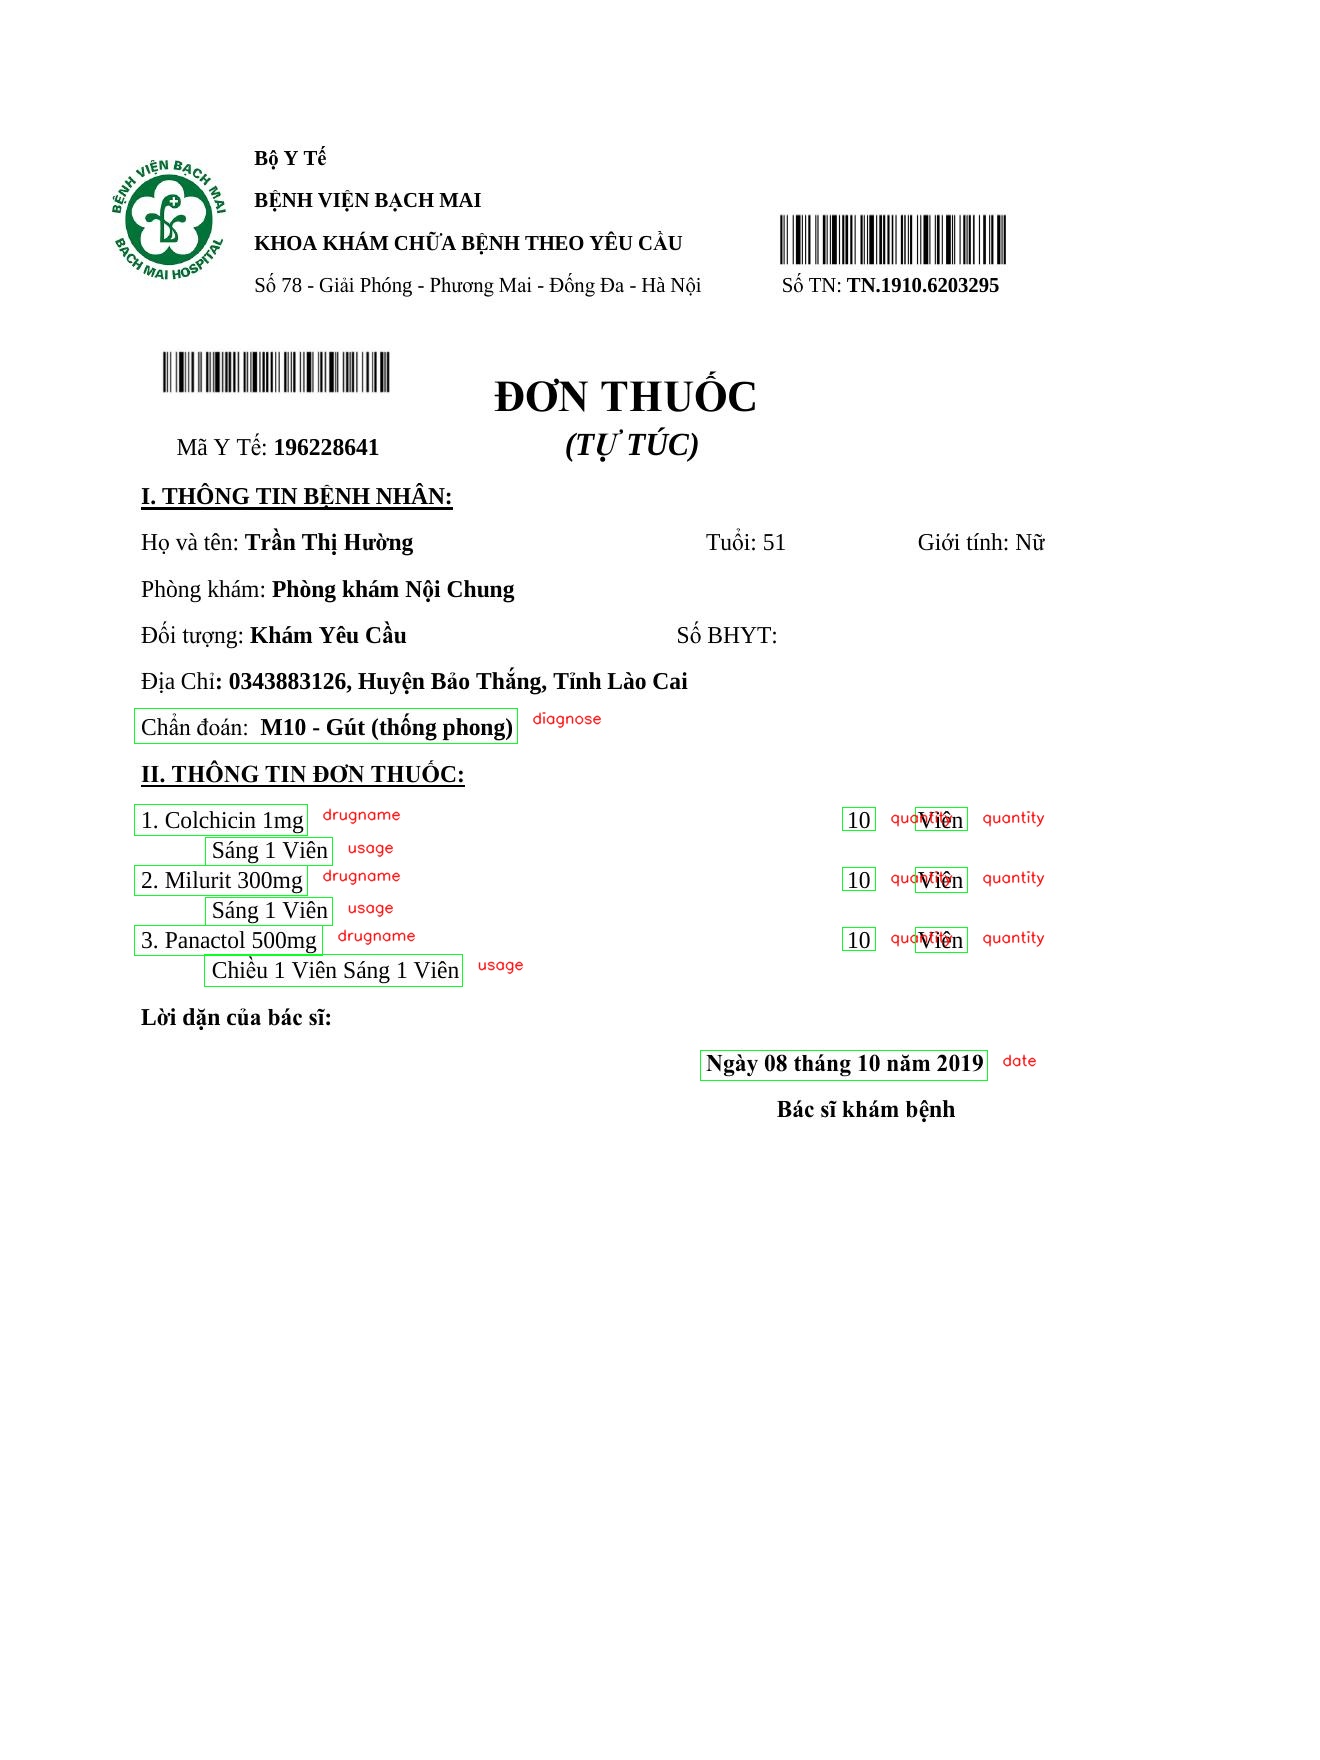 BỆNH VIỆN BẠCH MAI
BACH MAI HOSPITAL
Bộ Y Tế
BỆNH VIỆN BẠCH MAI
KHOA KHÁM CHỮA BỆNH THEO YÊU CẦU
Số 78 - Giải Phóng - Phương Mai - Đống Đa - Hà Nội
Số TN: TN.1910.6203295
ĐƠN THUỐC
(TỰ TÚC)
Mã Y Tế: 196228641
I. THÔNG TIN BỆNH NHÂN:
Họ và tên: Trần Thị Hường Tuổi: 51 Giới tính: Nữ
Phòng khám: Phòng khám Nội Chung
Đối tượng: Khám Yêu Cầu Số BHYT:
Địa Chỉ: 0343883126, Huyện Bảo Thắng, Tỉnh Lào Cai
Chẩn đoán: M10 - Gút (thống phong) diagnose
II. THÔNG TIN ĐƠN THUỐC:
1. Colchicin 1mg drugname 10 quantity Viên quantity
Sáng 1 Viên usage
2. Milurit 300mg drugname 10 quantity Viên quantity
Sáng 1 Viên usage
3. Panactol 500mg drugname 10 quantity Viên quantity
Chiều 1 Viên Sáng 1 Viên usage
Lời dặn của bác sĩ:
Ngày 08 tháng 10 năm 2019 date
Bác sĩ khám bệnh